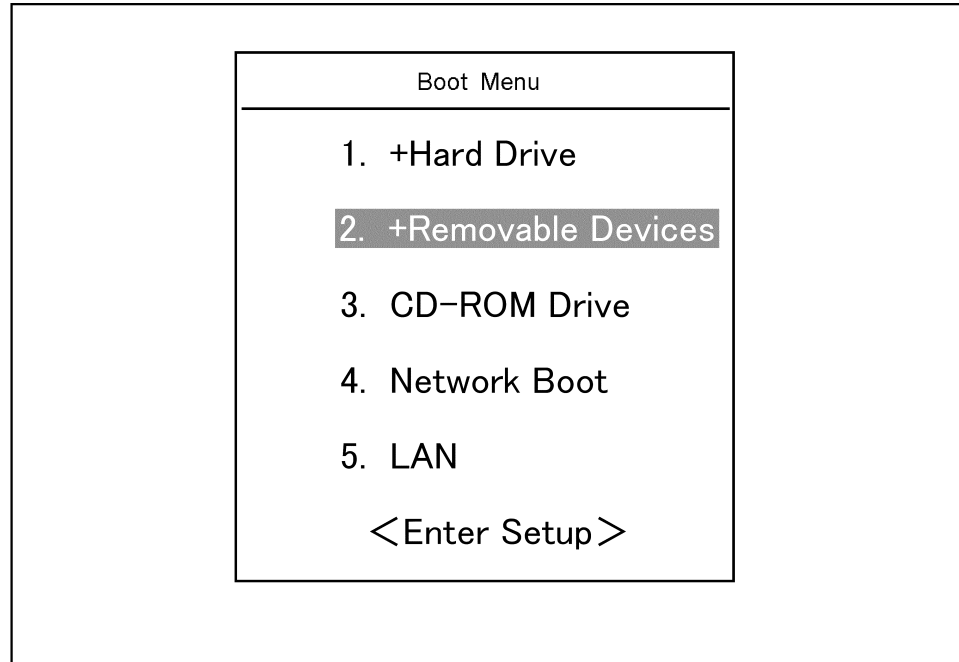 Boot Menu
1. +Hard Drive
2. +Removable Devices
3. CD-ROM Drive
4. Network Boot
5. LAN
<Enter Setup>